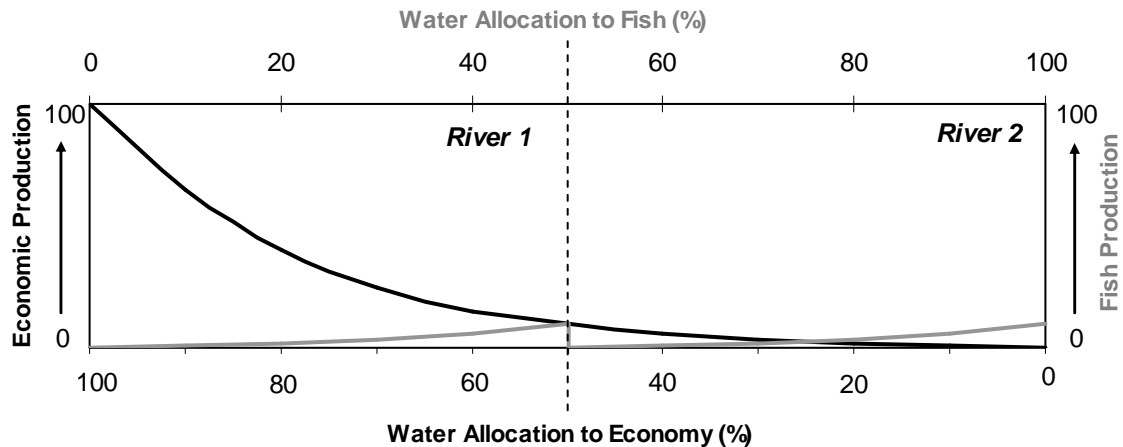 Water Allocation to Fish (%)
0 20 40 60 80 100
100 River 1 River 2 100
Economic Production
Fish Production
0 0
100 80 60 40 20 0
Water Allocation to Economy (%)